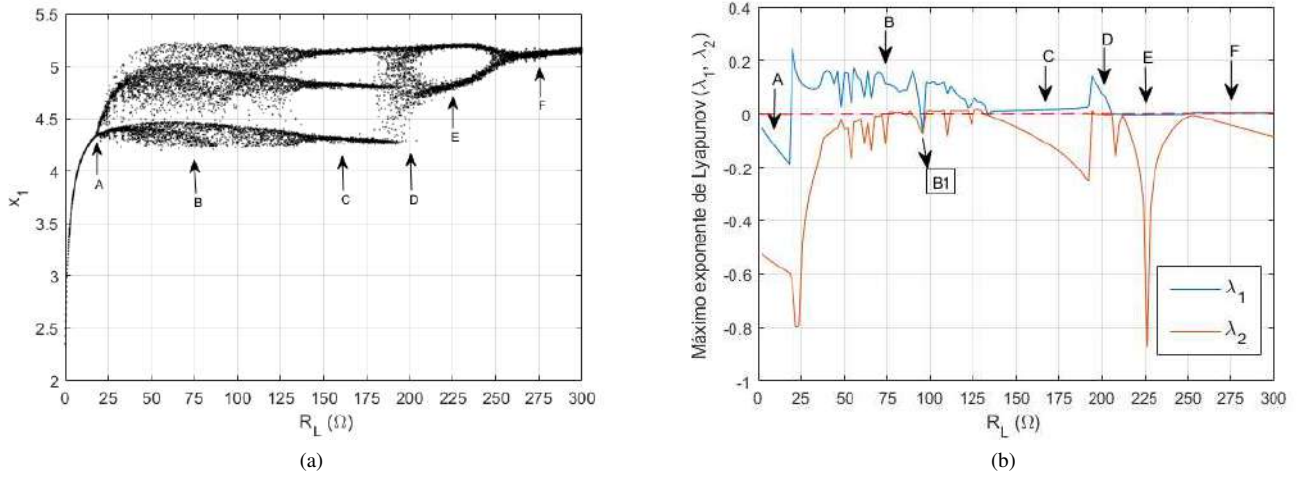 5.5
5
4.5
4
3.5
3
2.5
2
x1
0 25 50 75 100 125 150 175 200 225 250 275 300
R_L (Ω)
A
B
C
D
E
F
(a)
0.4
0.2
0
-0.2
-0.4
-0.6
-0.8
-1
Máximo exponente de Lyapunov (λ1, λ2)
0 25 50 75 100 125 150 175 200 225 250 275 300
R_L (Ω)
A
B
B1
C
D
E
F
λ1
λ2
(b)